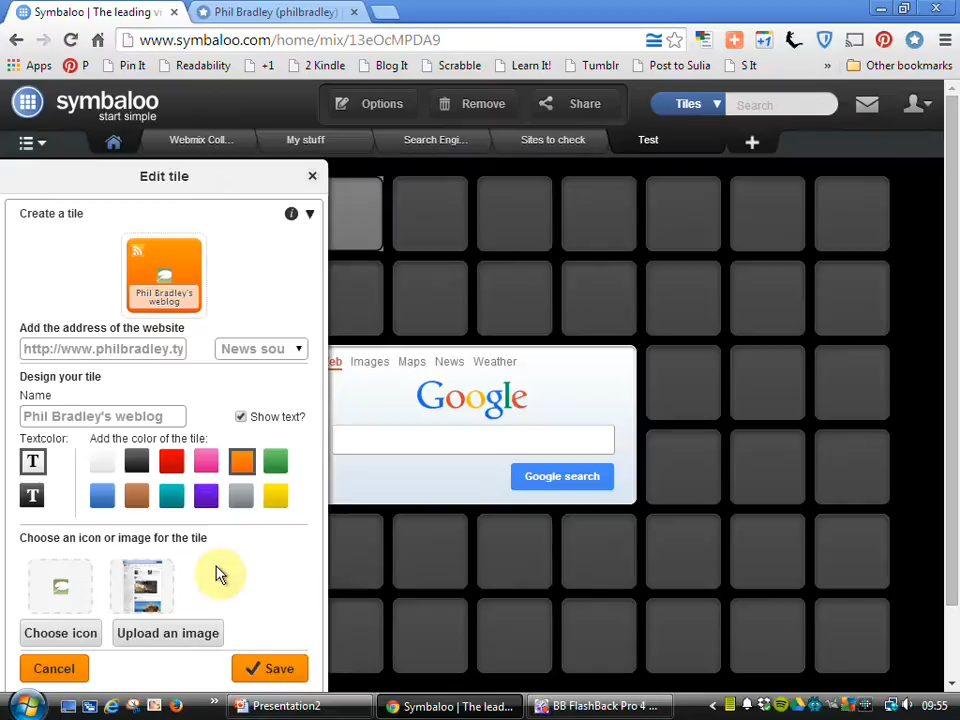 Symbaloo | The leading v
Phil Bradley (philbradley)
www.symbaloo.com/home/mix/13eOcMPDA9
Apps P Pin It Readability +1 2 Kindle Blog It Scrabble Learn It! Tumblr Post to Sulia S It » Other bookmarks
symbaloo
start simple
Options Remove Share Tiles Search
Webmix Coll... My stuff Search Engi... Sites to check Test
Edit tile
Create a tile
Phil Bradley's
weblog
Add the address of the website
http://www.philbradley.ty News sou
Design your tile
Name
Phil Bradley's weblog Show text?
Textcolor: Add the color of the tile:
T
T
Choose an icon or image for the tile
Choose icon Upload an image
Cancel Save
eb Images Maps News Weather
Google
Google search
Presentation2 Symbaloo | The lead... BB FlashBack Pro 4 ... 09:55